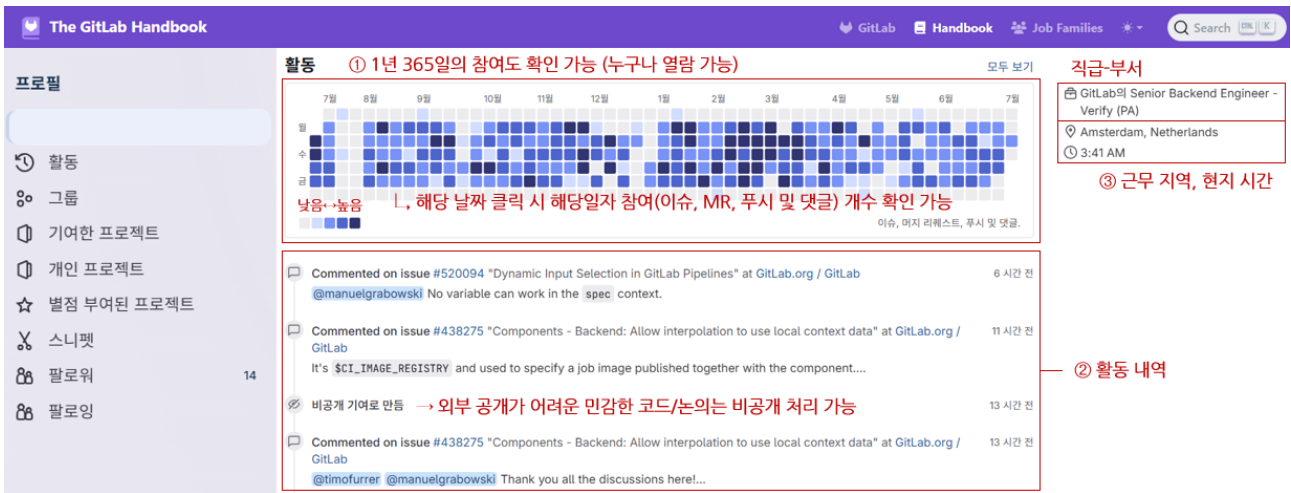 The GitLab Handbook
GitLab Handbook Job Families Search CTRL K
프로필
활동
그룹
기여한 프로젝트
개인 프로젝트
별점 부여된 프로젝트
스니펫
팔로워 14
팔로잉
활동 ① 1년 365일의 참여도 확인 가능 (누구나 열람 가능) 모두 보기
7월 8월 9월 10월 11월 12월 1월 2월 3월 4월 5월 6월 7월
월
수
금
낮음↔높음 해당 날짜 클릭 시 해당일자 참여(이슈, MR, 푸시 및 댓글) 개수 확인 가능
이슈, 머지 리퀘스트, 푸시 및 댓글.
Commented on issue #520094 "Dynamic Input Selection in GitLab Pipelines" at GitLab.org / GitLab 6 시간 전
@manuelgrabowski No variable can work in the spec context.
Commented on issue #438275 "Components - Backend: Allow interpolation to use local context data" at GitLab.org / 11 시간 전
GitLab
It's $CI_IMAGE_REGISTRY and used to specify a job image published together with the component....
비공개 기여로 만듬 → 외부 공개가 어려운 민감한 코드/논의는 비공개 처리 가능 13 시간 전
Commented on issue #438275 "Components - Backend: Allow interpolation to use local context data" at GitLab.org / 13 시간 전
GitLab
@timofurrer @manuelgrabowski Thank you all the discussions here!...
직급-부서
GitLab의 Senior Backend Engineer -
Verify (PA)
Amsterdam, Netherlands
3:41 AM
③ 근무 지역, 현지 시간
② 활동 내역